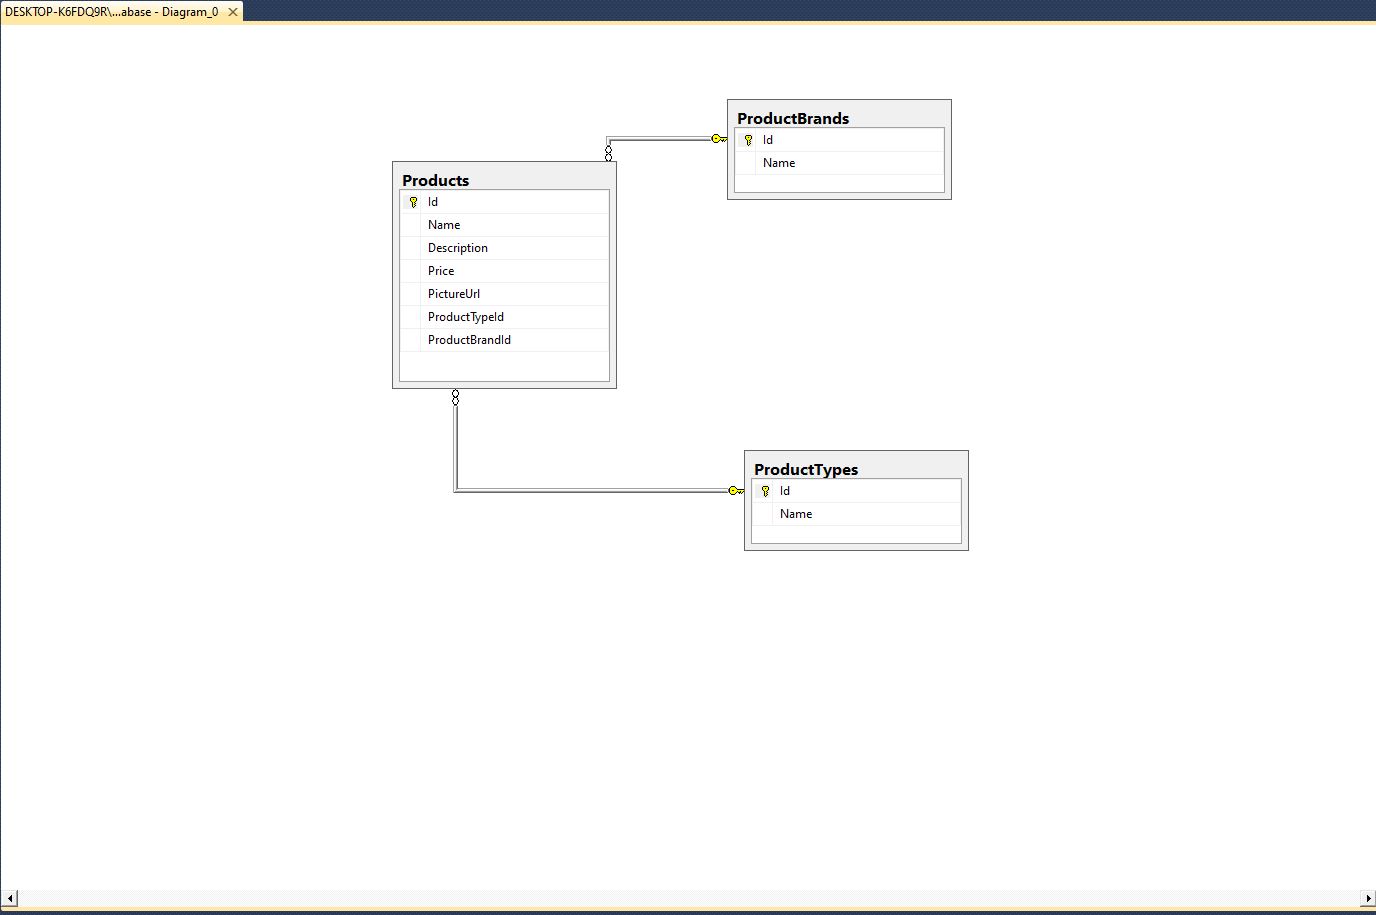 DESKTOP-K6FDQ9R\...abase - Diagram_0
ProductBrands
Id
Name
Products
Id
Name
Description
Price
PictureUrl
ProductTypeId
ProductBrandId
ProductTypes
Id
Name